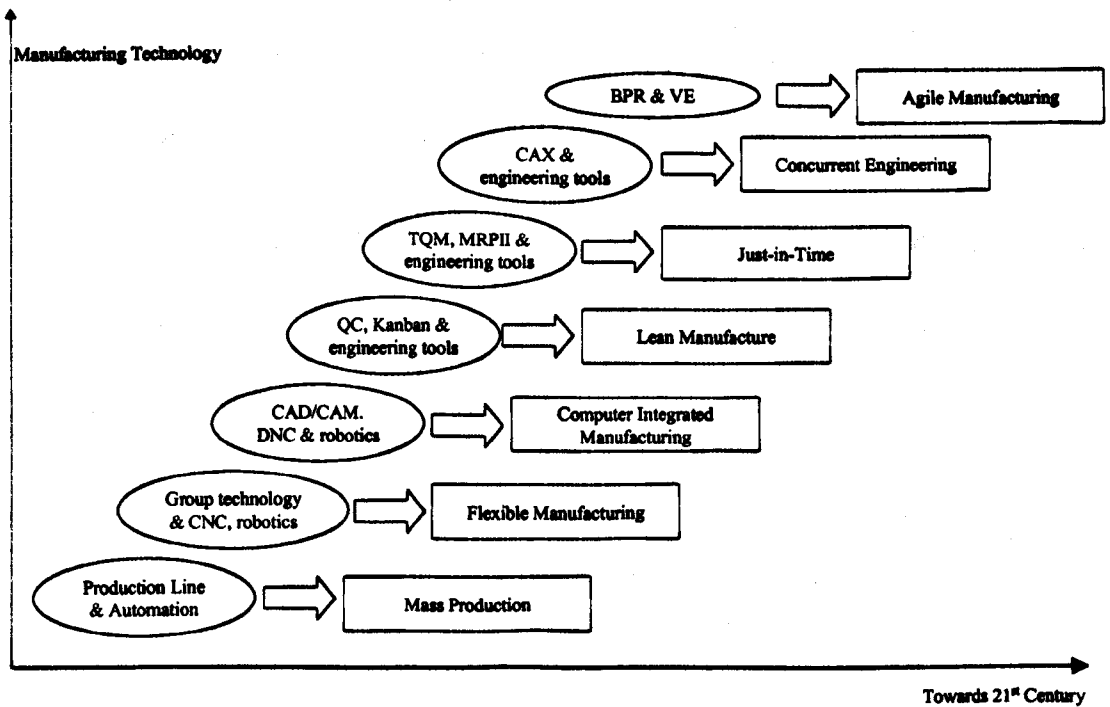 Manufacturing Technology
BPR & VE
Agile Manufacturing
CAX &
engineering tools
Concurrent Engineering
TQM, MRPII &
engineering tools
Just-in-Time
QC, Kanban &
engineering tools
Lean Manufacture
CAD/CAM.
DNC & robotics
Computer Integrated
Manufacturing
Group technology
& CNC, robotics
Flexible Manufacturing
Production Line
& Automation
Mass Production
Towards 21st Century